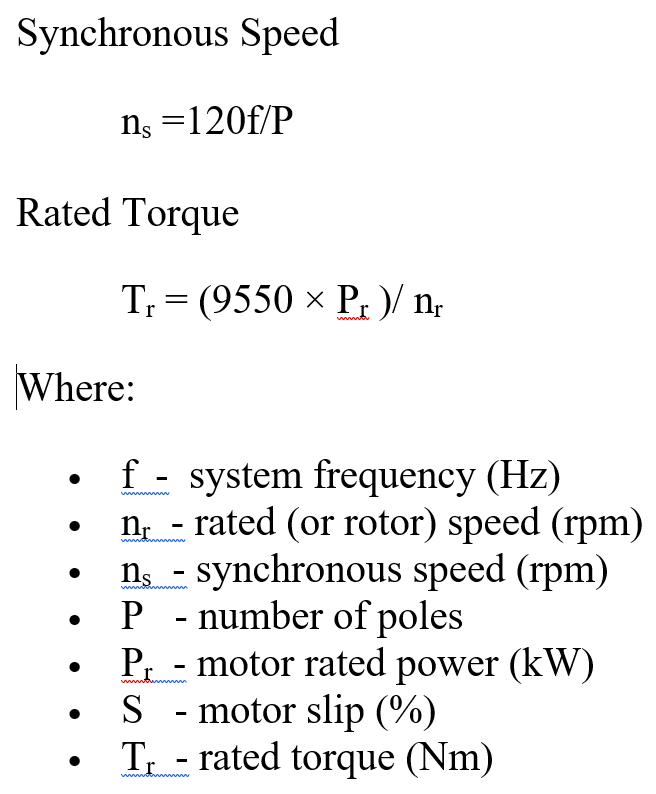 Synchronous Speed
nₛ =120f/P
Rated Torque
Tᵣ = (9550 × Pᵣ )/ nᵣ
Where:
• f - system frequency (Hz)
• nᵣ - rated (or rotor) speed (rpm)
• nₛ - synchronous speed (rpm)
• P - number of poles
• Pᵣ - motor rated power (kW)
• S - motor slip (%)
• Tᵣ - rated torque (Nm)